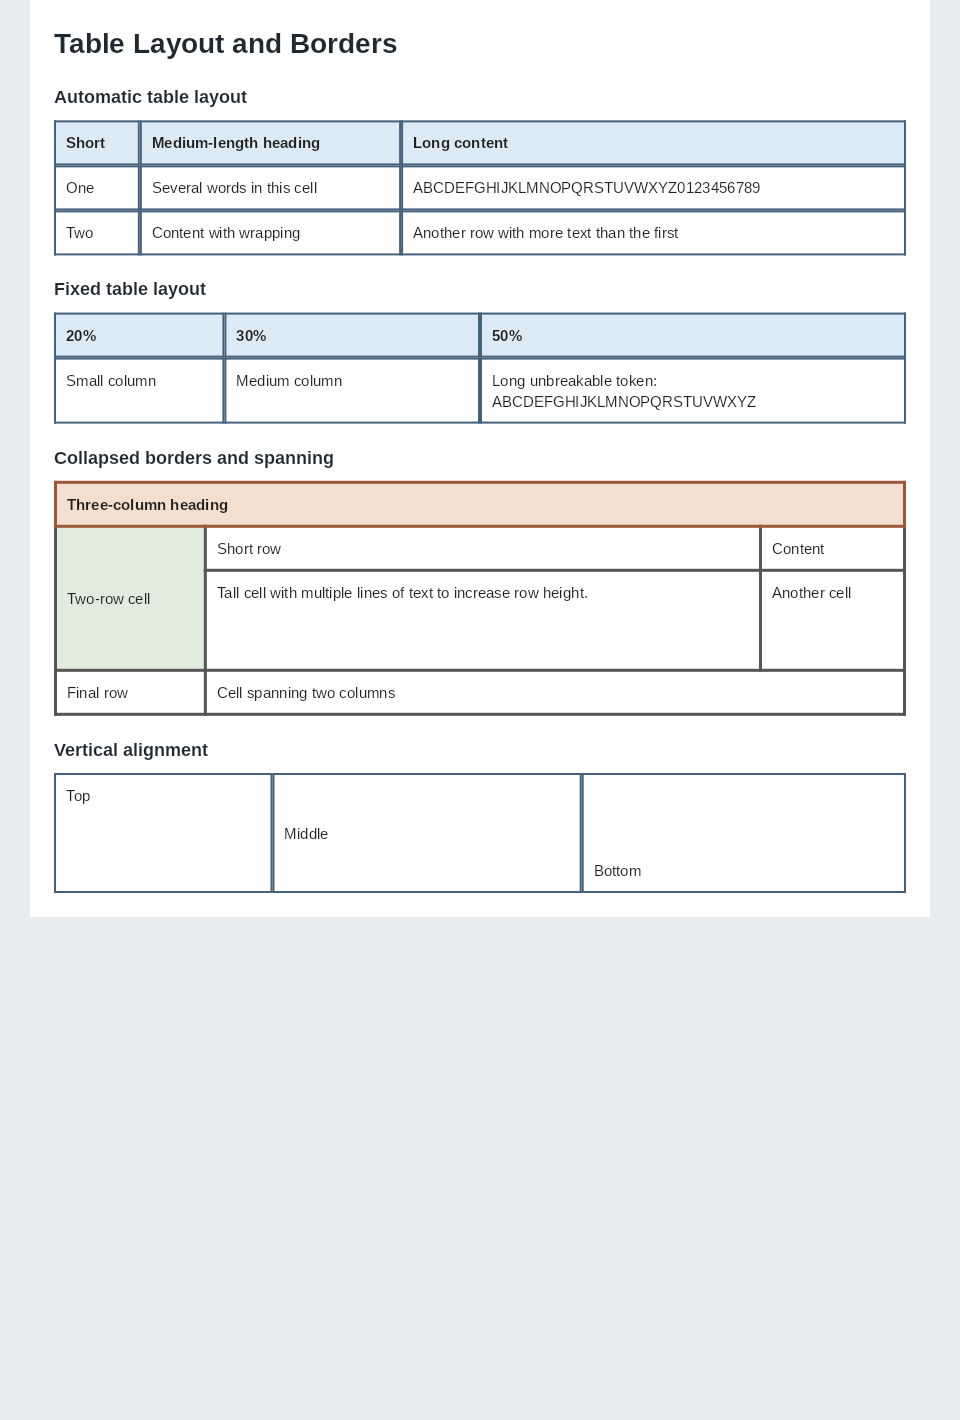 Table Layout and Borders
Automatic table layout
Short Medium-length heading Long content
One Several words in this cell ABCDEFGHIJKLMNOPQRSTUVWXYZ0123456789
Two Content with wrapping Another row with more text than the first
Fixed table layout
20% 30% 50%
Small column Medium column Long unbreakable token:
ABCDEFGHIJKLMNOPQRSTUVWXYZ
Collapsed borders and spanning
Three-column heading
Short row Content
Two-row cell Tall cell with multiple lines of text to increase row height. Another cell
Final row Cell spanning two columns
Vertical alignment
Top
Middle
Bottom